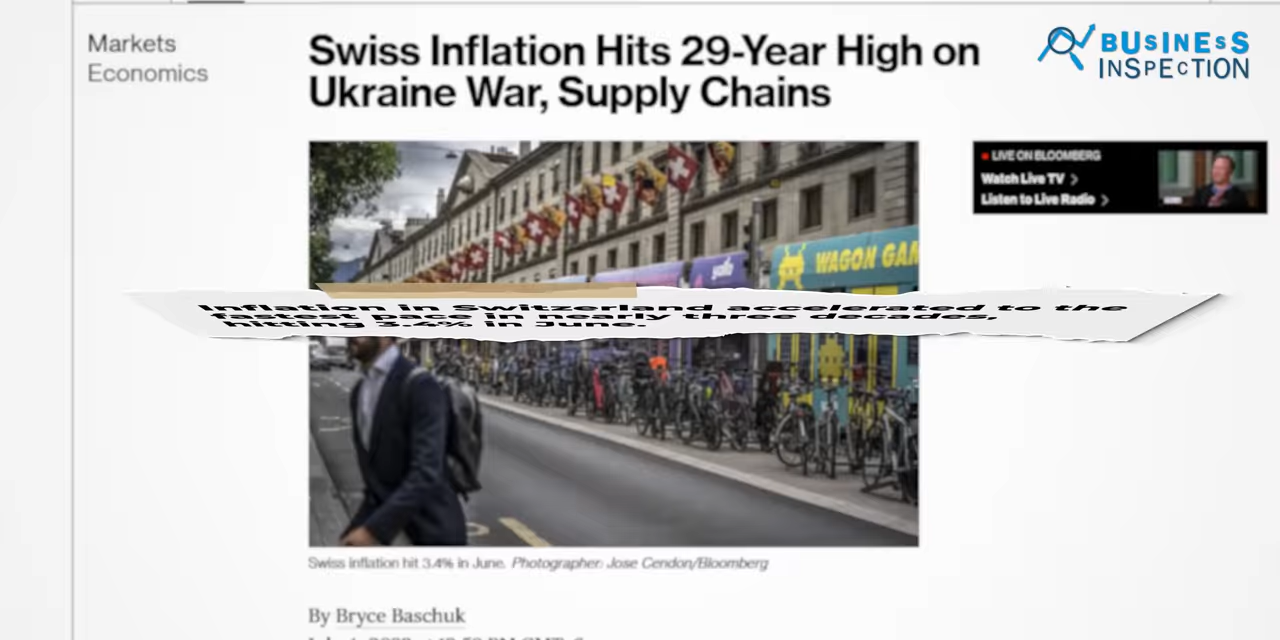 Markets
Economics
Swiss Inflation Hits 29-Year High on
Ukraine War, Supply Chains
BUSINESS
INSPECTION
LIVE ON BLOOMBERG
Watch Live TV
Listen to Live Radio
yallo
WAGON GAM
Inflation in Switzerland accelerated to the
fastest pace in nearly three decades,
hitting 3.4% in June.
Swiss inflation hit 3.4% in June. Photographer: Jose Cendon/Bloomberg
By Bryce Baschuk